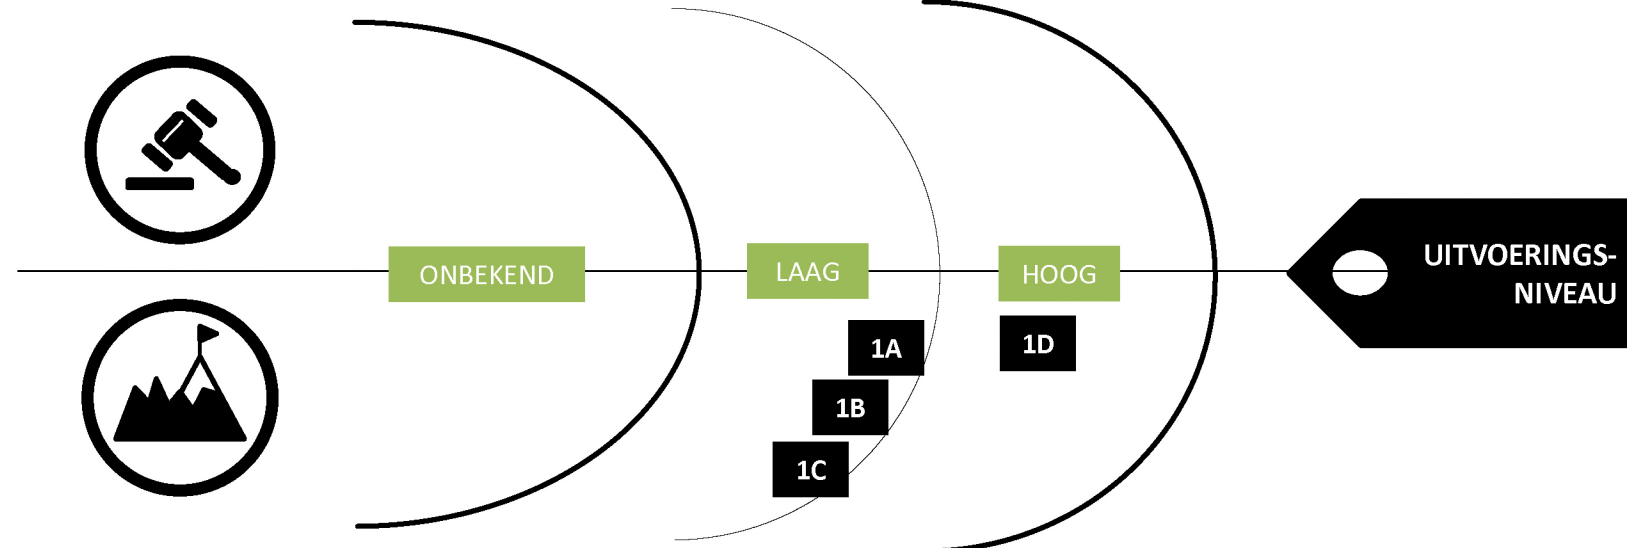 ONBEKEND
LAAG
HOOG
UITVOERINGS-
NIVEAU
1A
1D
1B
1C